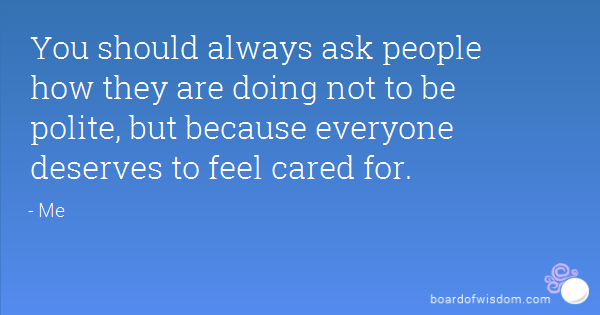 You should always ask people
how they are doing not to be
polite, but because everyone
deserves to feel cared for.
- Me
boardofwisdom.com